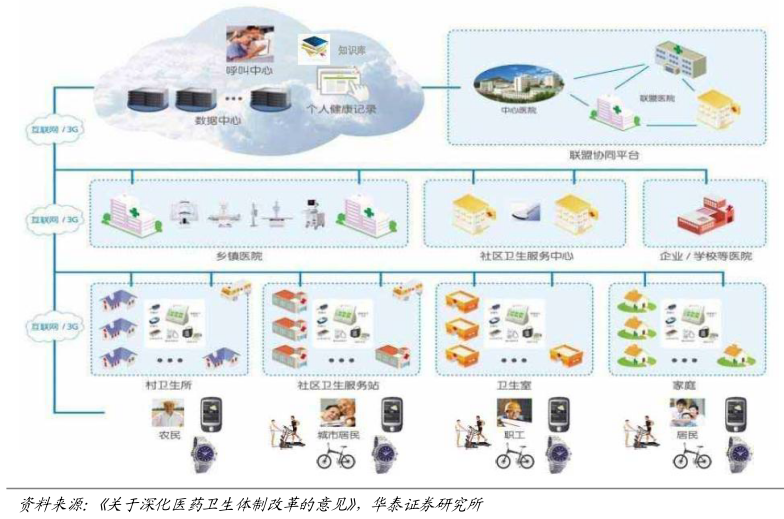 知识库
呼叫中心
个人健康记录
数据中心
中心医院
联盟医院
联盟协同平台
互联网 / 3G
互联网 / 3G
乡镇医院
社区卫生服务中心
企业 / 学校等医院
互联网 / 3G
村卫生所
社区卫生服务站
卫生室
家庭
农民
城市居民
职工
居民
资料来源：《关于深化医药卫生体制改革的意见》，华泰证券研究所